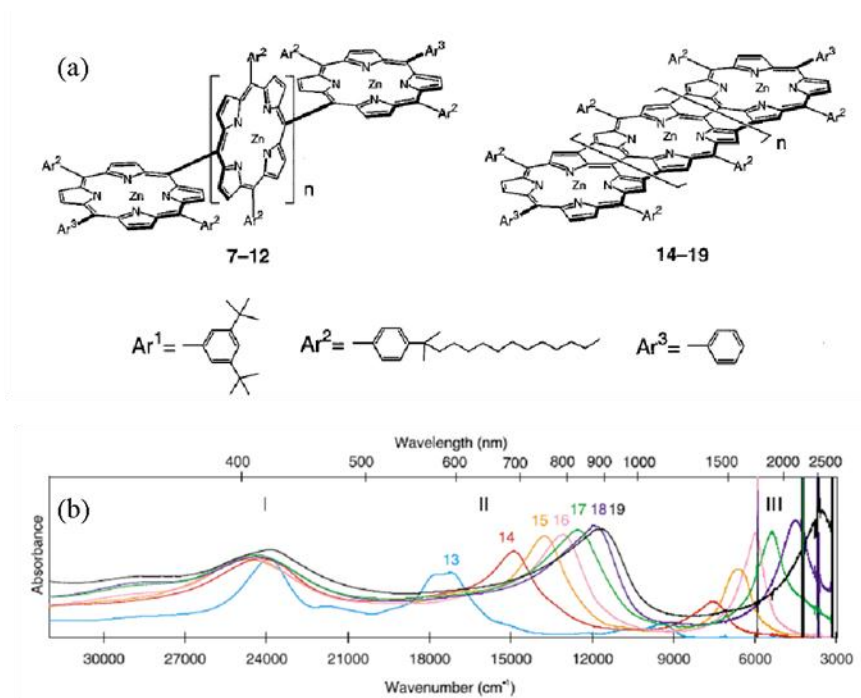 (a)
Ar2 Ar3
Zn N N N N Ar2
Ar2 Zn N N N N
Ar2 n Ar3 Zn N N N N Ar2
Ar2
7–12
Ar2 Ar3
Zn N N N N
Ar2 Ar2
Zn N N n
Ar2 Ar2
Zn N N N N
Ar3 Ar2
14–19
Ar1= Ar2= Ar3=
Wavelength (nm)
400 500 600 700 800 900 1000 1500 2000 2500
(b) I II III
13 14 15 16 17 18 19
Absorbance
30000 27000 24000 21000 18000 15000 12000 9000 6000 3000
Wavenumber (cm-1)